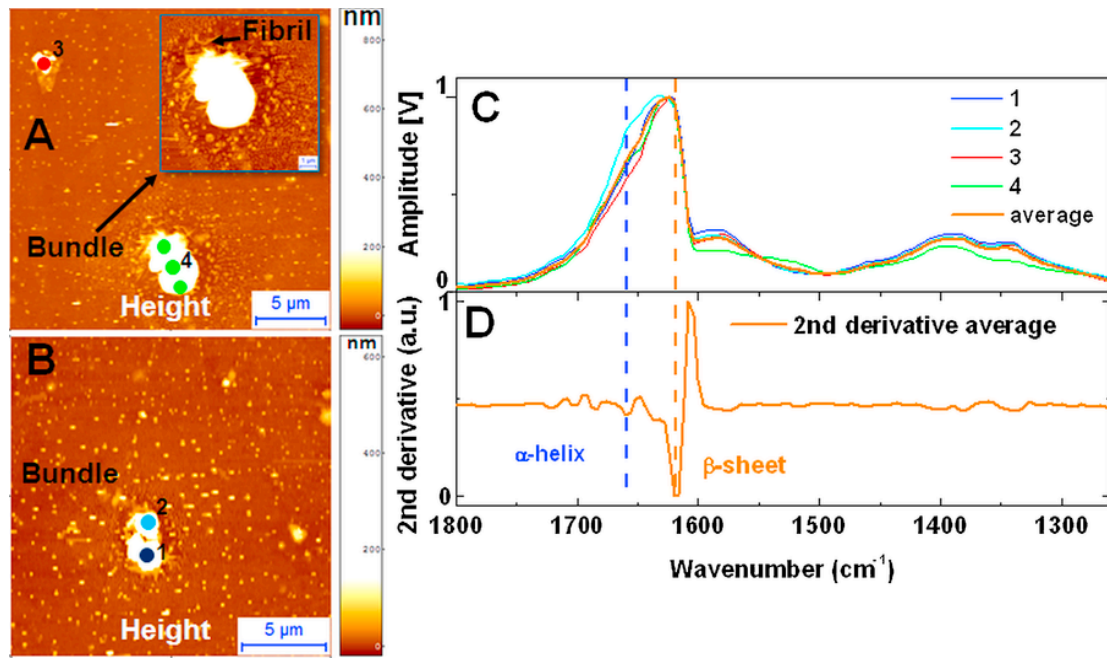 A
3
Fibril
1 µm
Bundle
4
Height
5 µm
nm
800
600
400
200
0
B
Bundle
2
1
Height
5 µm
nm
600
400
200
0
C
1
2
3
4
average
Amplitude [V]
1
0
D
2nd derivative average
α-helix
β-sheet
2nd derivative (a.u.)
1
0
1800 1700 1600 1500 1400 1300
Wavenumber (cm⁻¹)